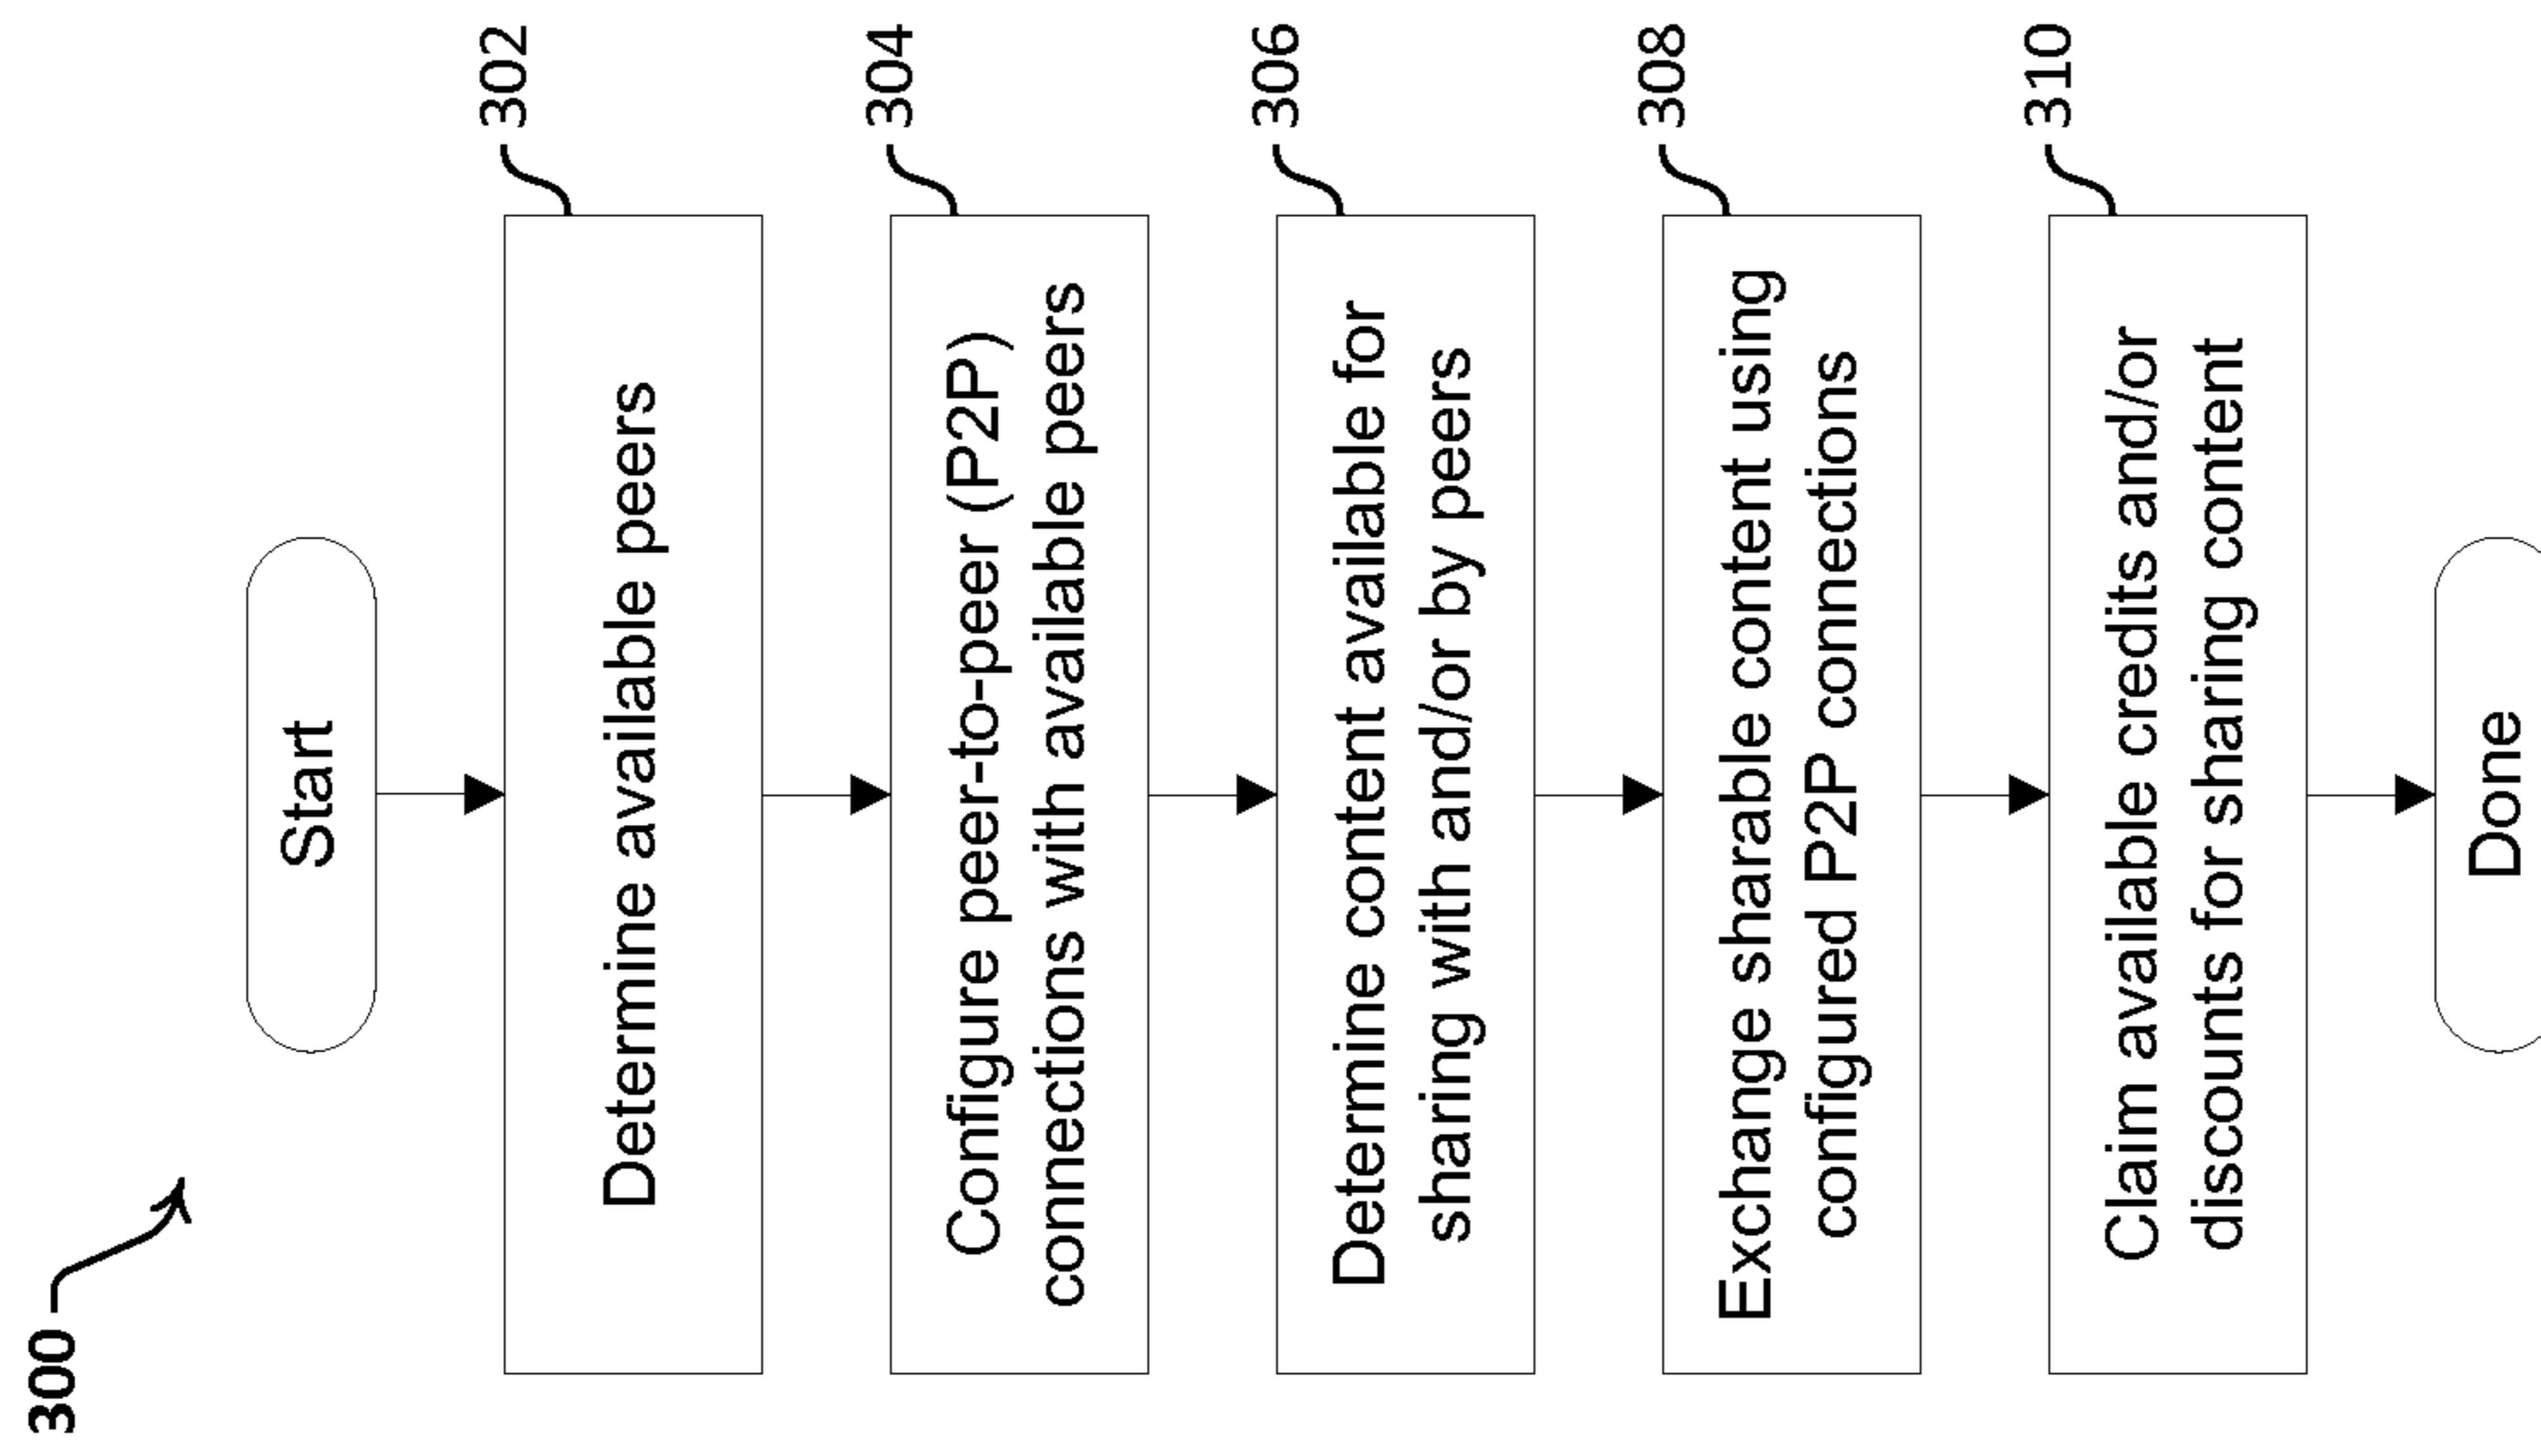 300
Start
302
Determine available peers
304
Configure peer-to-peer (P2P)
connections with available peers
306
Determine content available for
sharing with and/or by peers
308
Exchange sharable content using
configured P2P connections
310
Claim available credits and/or
discounts for sharing content
Done